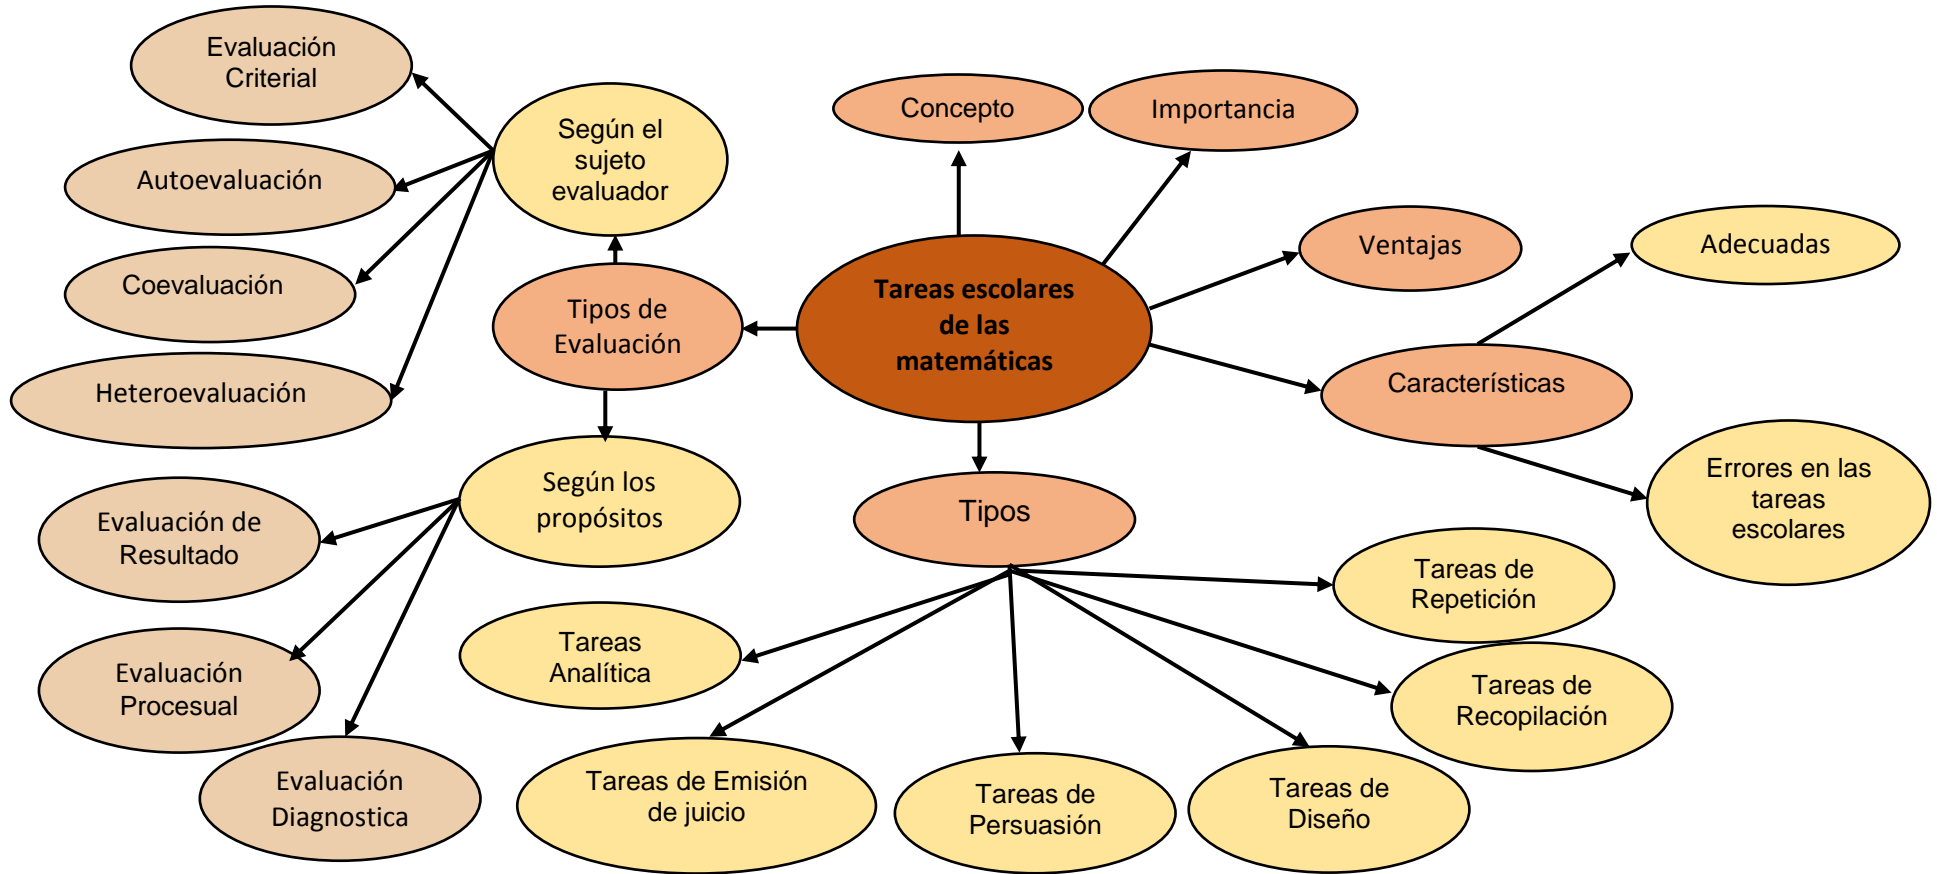 Evaluación
Criterial
Autoevaluación
Coevaluación
Heteroevaluación
Según el
sujeto
evaluador
Concepto
Importancia
Ventajas
Adecuadas
Tipos de
Evaluación
Tareas escolares
de las
matemáticas
Características
Errores en las
tareas
escolares
Según los
propósitos
Tipos
Evaluación de
Resultado
Evaluación
Procesual
Evaluación
Diagnostica
Tareas
Analítica
Tareas de Emisión
de juicio
Tareas de
Persuasión
Tareas de
Diseño
Tareas de
Recopilación
Tareas de
Repetición